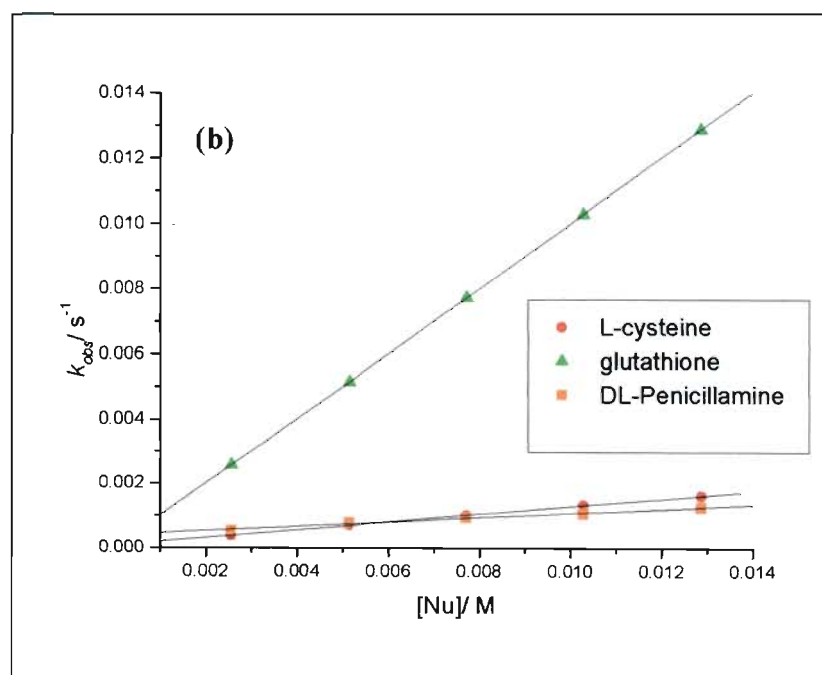 (b)
0.014
0.012
0.010
0.008
0.006
0.004
0.002
0.000
k_obs/ s⁻¹
L-cysteine
glutathione
DL-Penicillamine
0.002 0.004 0.006 0.008 0.010 0.012 0.014
[Nu]/ M